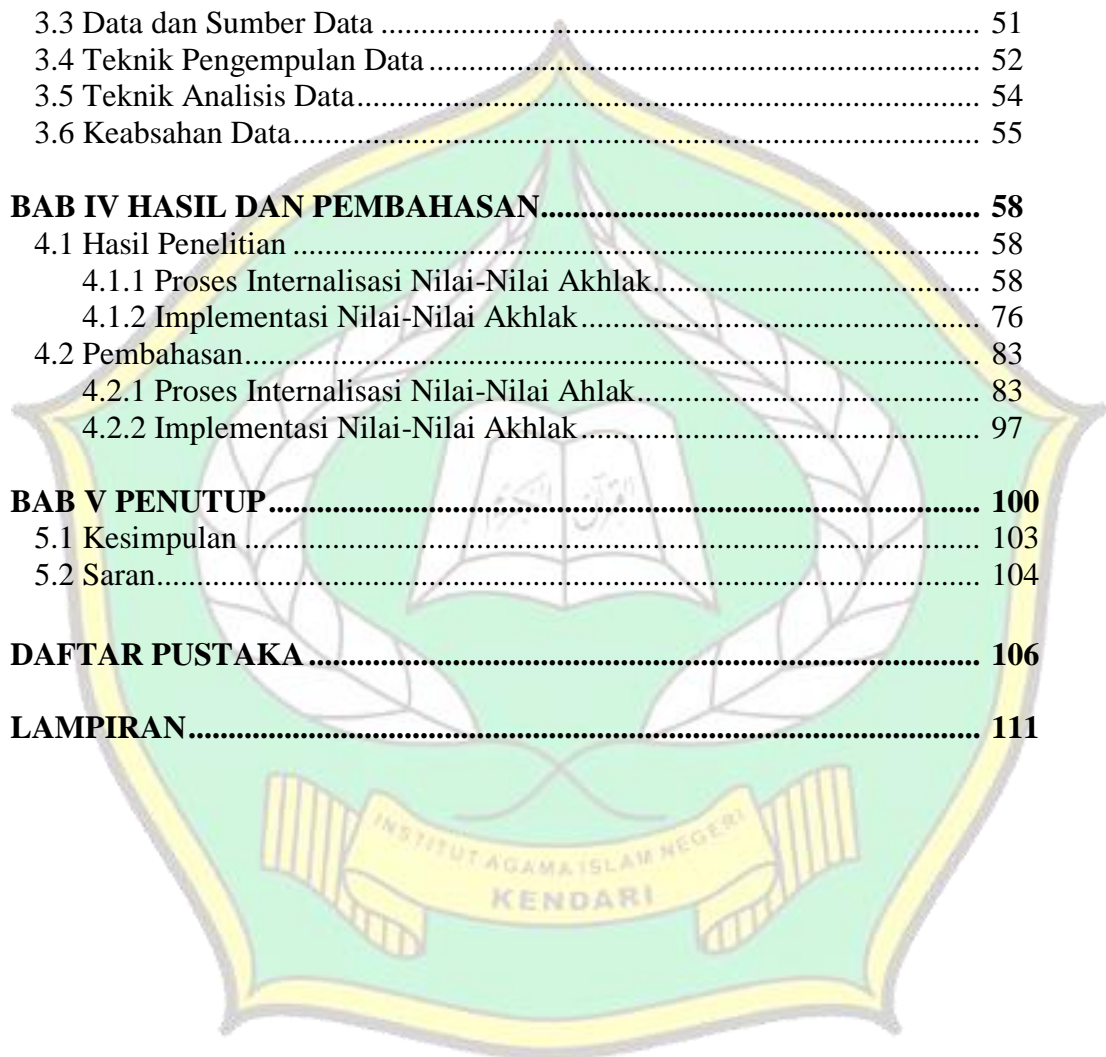 3.3 Data dan Sumber Data ........................................................................... 51
3.4 Teknik Pengempulan Data ..................................................................... 52
3.5 Teknik Analisis Data.............................................................................. 54
3.6 Keabsahan Data...................................................................................... 55
BAB IV HASIL DAN PEMBAHASAN....................................................... 58
4.1 Hasil Penelitian ...................................................................................... 58
4.1.1 Proses Internalisasi Nilai-Nilai Akhlak......................................... 58
4.1.2 Implementasi Nilai-Nilai Akhlak .................................................. 76
4.2 Pembahasan............................................................................................ 83
4.2.1 Proses Internalisasi Nilai-Nilai Ahlak........................................... 83
4.2.2 Implementasi Nilai-Nilai Akhlak .................................................. 97
BAB V PENUTUP ......................................................................................... 100
5.1 Kesimpulan ............................................................................................ 103
5.2 Saran....................................................................................................... 104
DAFTAR PUSTAKA .................................................................................... 106
LAMPIRAN................................................................................................... 111
INSTITUT AGAMA ISLAM NEGERI
KENDARI